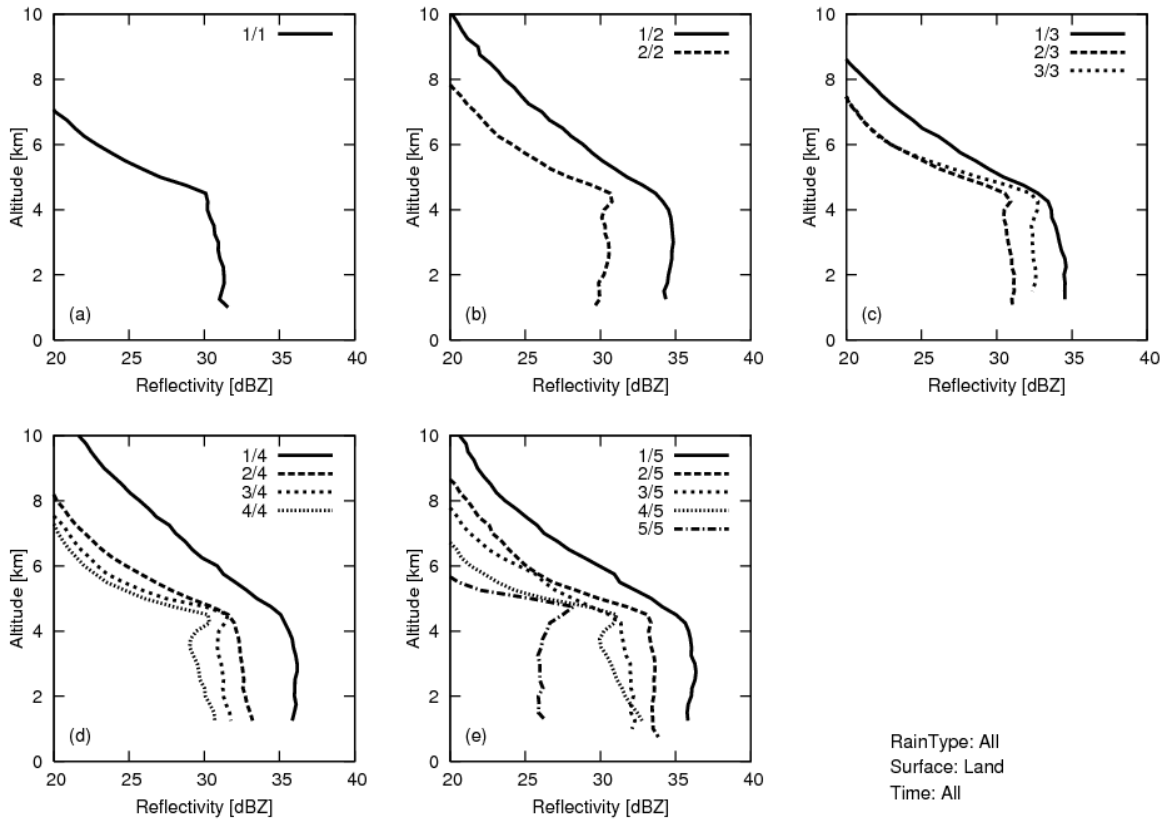 10
8
6
4
2
0
Altitude [km]
1/1
(a)
20 25 30 35 40
Reflectivity [dBZ]
10
8
6
4
2
0
Altitude [km]
1/2
2/2
(b)
20 25 30 35 40
Reflectivity [dBZ]
10
8
6
4
2
0
Altitude [km]
1/3
2/3
3/3
(c)
20 25 30 35 40
Reflectivity [dBZ]
10
8
6
4
2
0
Altitude [km]
1/4
2/4
3/4
4/4
(d)
20 25 30 35 40
Reflectivity [dBZ]
10
8
6
4
2
0
Altitude [km]
1/5
2/5
3/5
4/5
5/5
(e)
20 25 30 35 40
Reflectivity [dBZ]
RainType: All
Surface: Land
Time: All